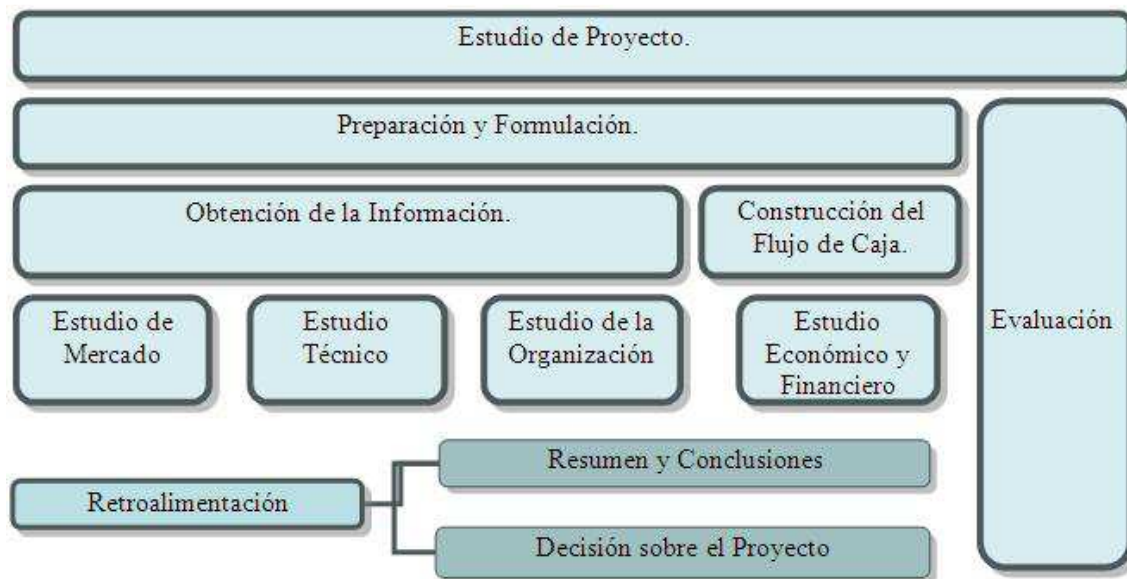 Estudio de Proyecto.
Preparación y Formulación.
Obtención de la Información.
Construcción del
Flujo de Caja.
Estudio de
Mercado
Estudio
Técnico
Estudio de la
Organización
Estudio
Económico y
Financiero
Evaluación
Retroalimentación
Resumen y Conclusiones
Decisión sobre el Proyecto